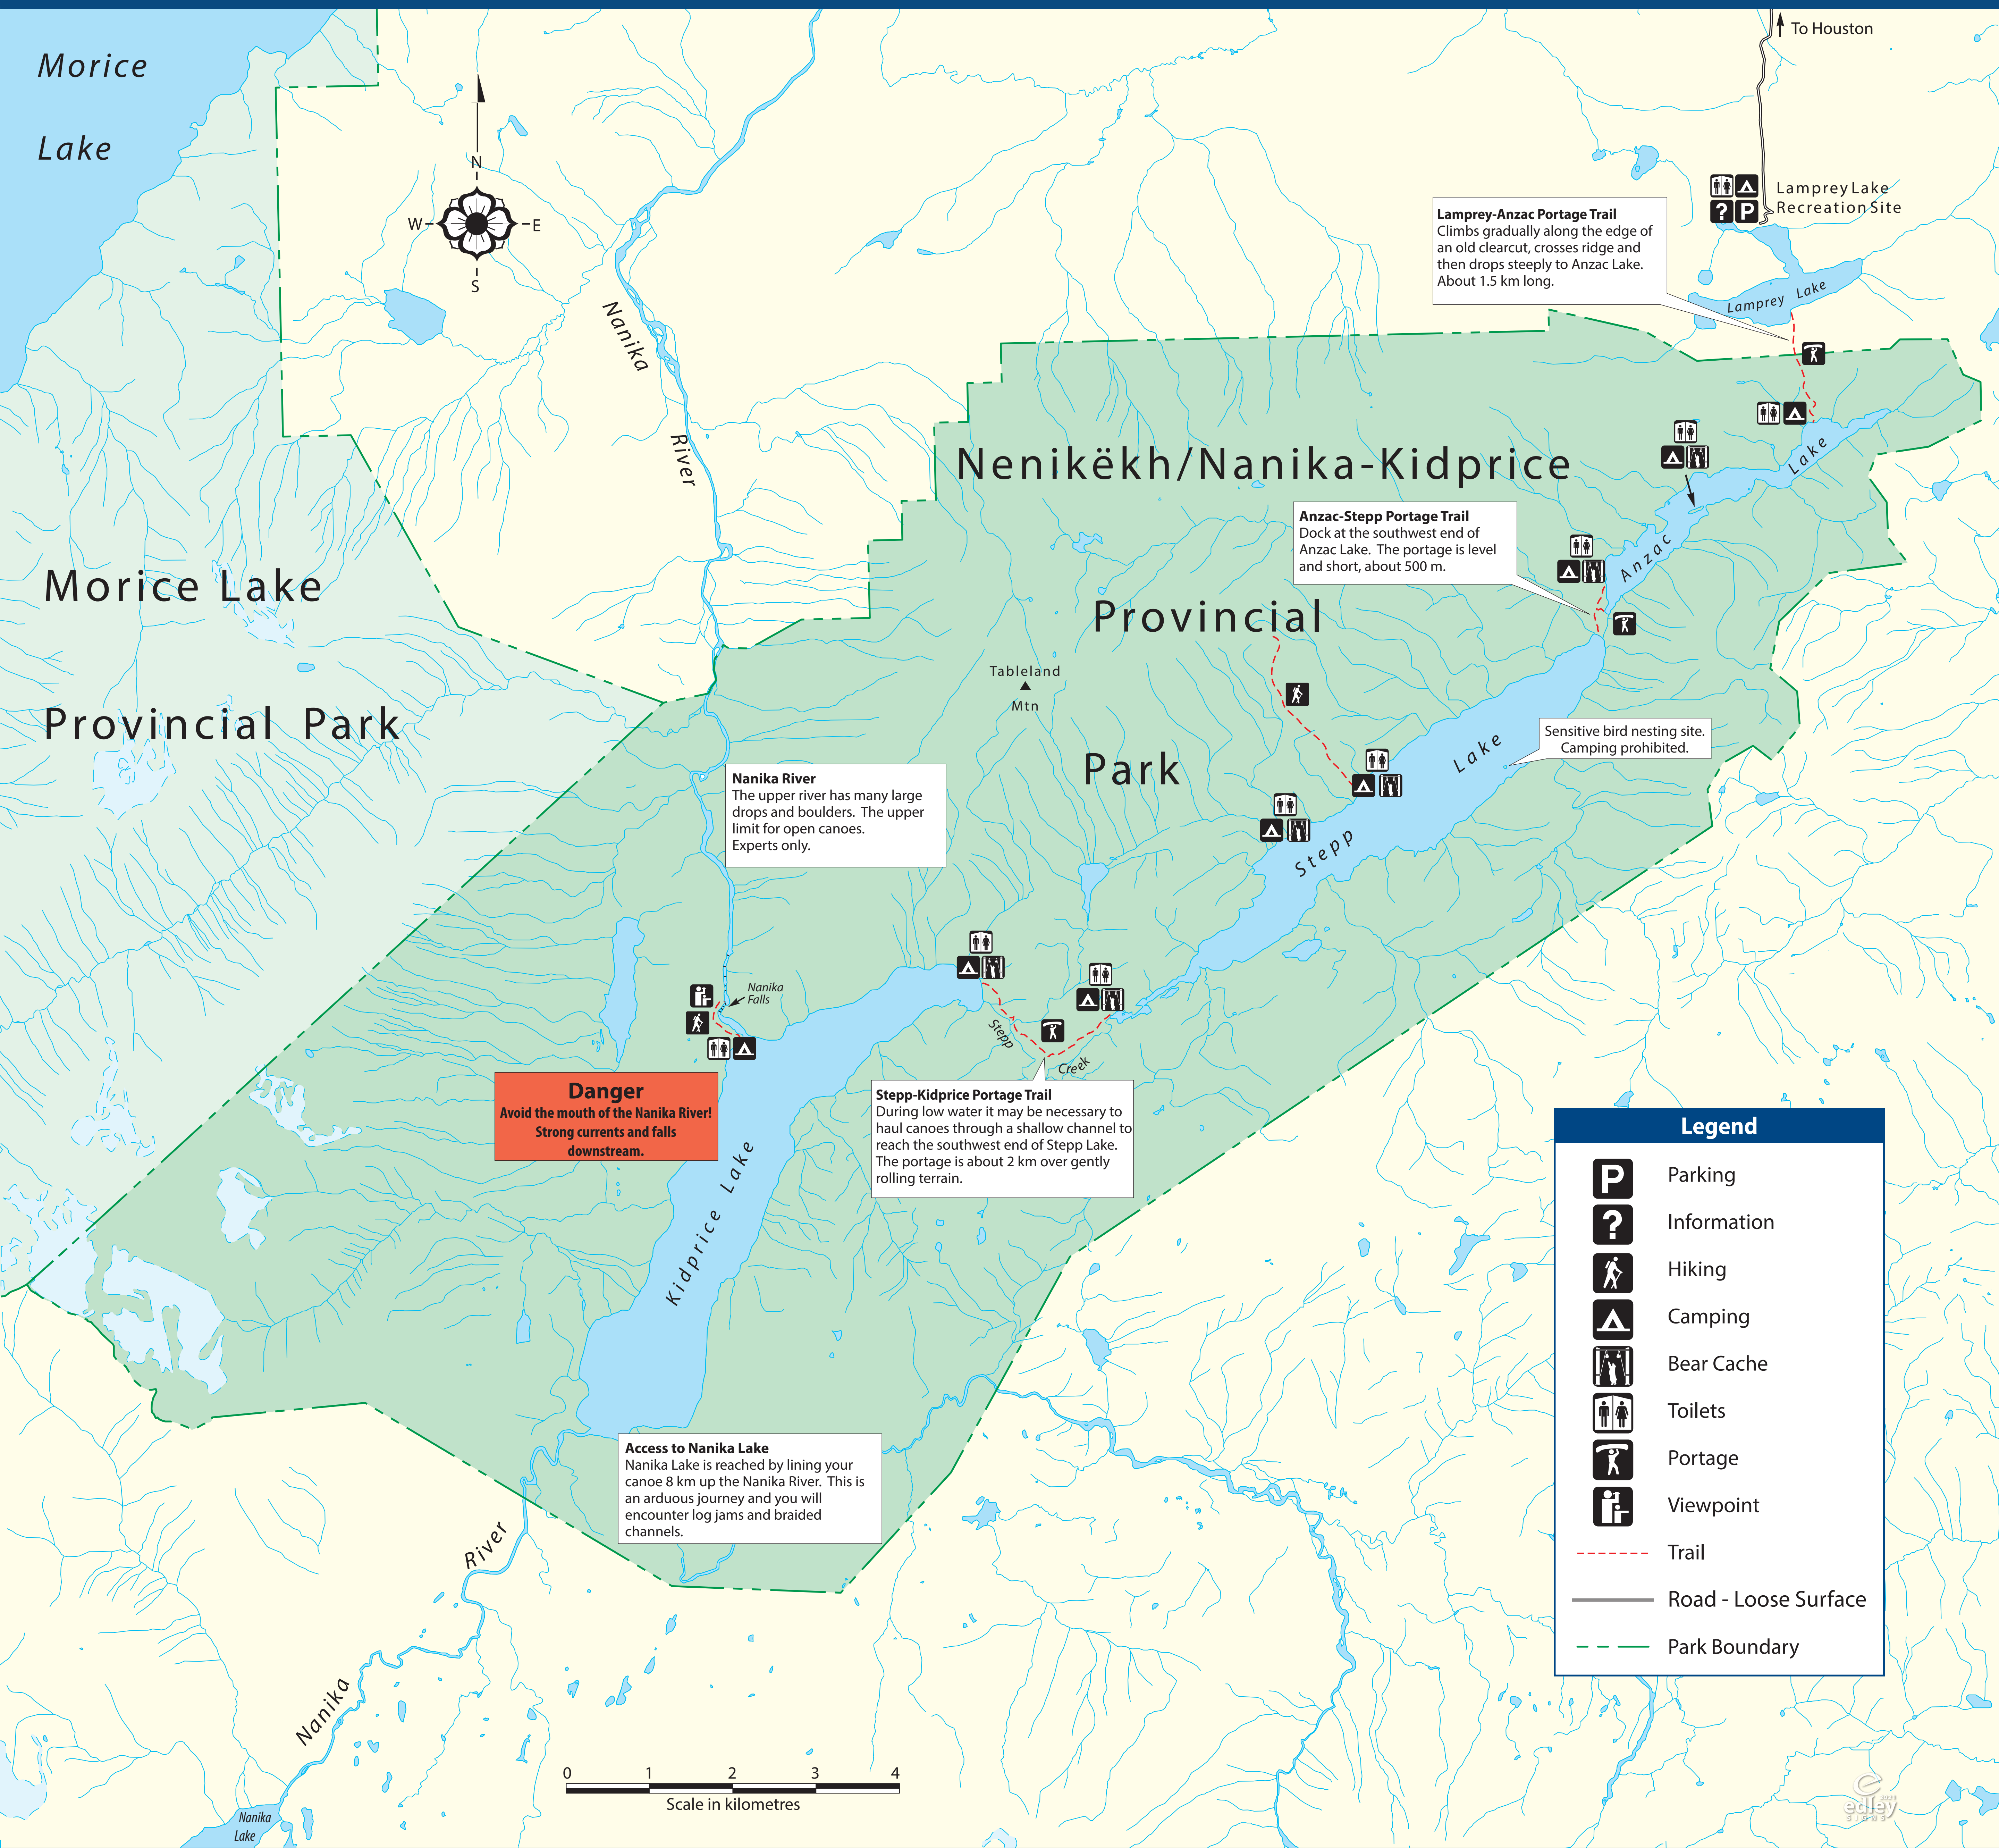 Morice
Lake
To Houston
N
W
E
S
Lamprey Lake
Recreation Site
?
P
Lamprey-Anzac Portage Trail
Climbs gradually along the edge of
an old clearcut, crosses ridge and
then drops steeply to Anzac Lake.
About 1.5 km long.
Lamprey Lake
Nanika
River
Nenikëkh/Nanika-Kidprice
Provincial
Park
Anzac Lake
Anzac-Stepp Portage Trail
Dock at the southwest end of
Anzac Lake. The portage is level
and short, about 500 m.
Morice Lake
Provincial Park
Tableland
Mtn
Sensitive bird nesting site.
Camping prohibited.
Stepp Lake
Nanika River
The upper river has many large
drops and boulders. The upper
limit for open canoes.
Experts only.
Nanika
Falls
Stepp
Creek
Danger
Avoid the mouth of the Nanika River!
Strong currents and falls
downstream.
Stepp-Kidprice Portage Trail
During low water it may be necessary to
haul canoes through a shallow channel to
reach the southwest end of Stepp Lake.
The portage is about 2 km over gently
rolling terrain.
Kidprice Lake
Access to Nanika Lake
Nanika Lake is reached by lining your
canoe 8 km up the Nanika River. This is
an arduous journey and you will
encounter log jams and braided
channels.
River
Nanika
Nanika
Lake
0 1 2 3 4
Scale in kilometres
Legend
P Parking
? Information
Hiking
Camping
Bear Cache
Toilets
Portage
Viewpoint
Trail
Road - Loose Surface
Park Boundary
e
2021
edley
SIGNS